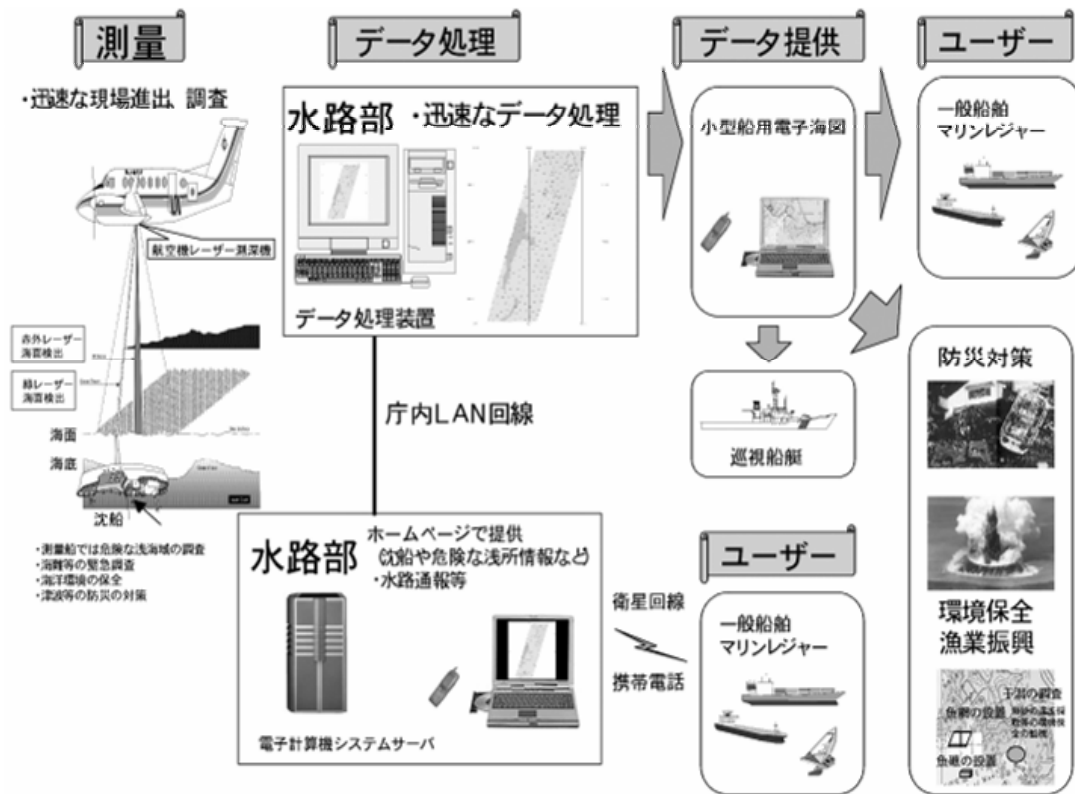 測量
・迅速な現場進出、調査
航空機レーザー測深機
赤外レーザー
海面検出
緑レーザー
海面検出
海面
海底
沈船
・測量船では危険な浅海域の調査
・海難等の緊急調査
・海洋環境の保全
・津波等の防災の対策
データ処理
水路部 ・迅速なデータ処理
データ処理装置
庁内LAN回線
水路部
ホームページで提供
(沈船や危険な浅所情報など)
・水路通報等
電子計算機システムサーバ
衛星回線
携帯電話
データ提供
小型船用電子海図
巡視船艇
ユーザー
一般船舶
マリンレジャー
ユーザー
一般船舶
マリンレジャー
防災対策
環境保全
漁業振興
干潟の調査
魚網の設置
魚礁の設置